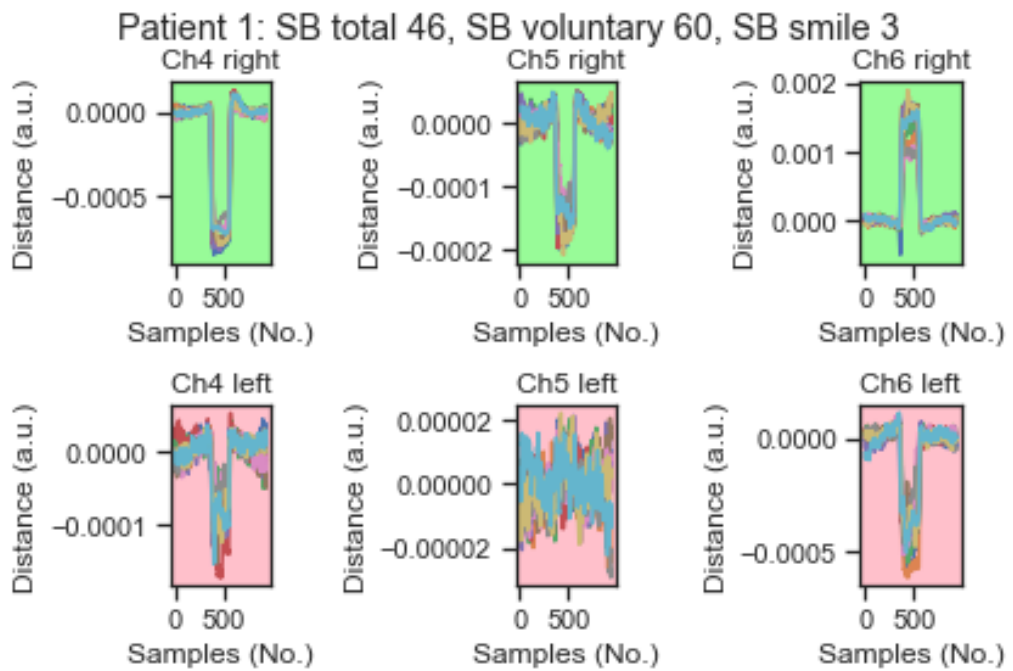 Patient 1: SB total 46, SB voluntary 60, SB smile 3
Ch4 right
Distance (a.u.)
0.0000
−0.0005
0 500
Samples (No.)
Ch5 right
Distance (a.u.)
0.0000
−0.0001
−0.0002
0 500
Samples (No.)
Ch6 right
Distance (a.u.)
0.002
0.001
0.000
0 500
Samples (No.)
Ch4 left
Distance (a.u.)
0.0000
−0.0001
0 500
Samples (No.)
Ch5 left
Distance (a.u.)
0.00002
0.00000
−0.00002
0 500
Samples (No.)
Ch6 left
Distance (a.u.)
0.0000
−0.0005
0 500
Samples (No.)